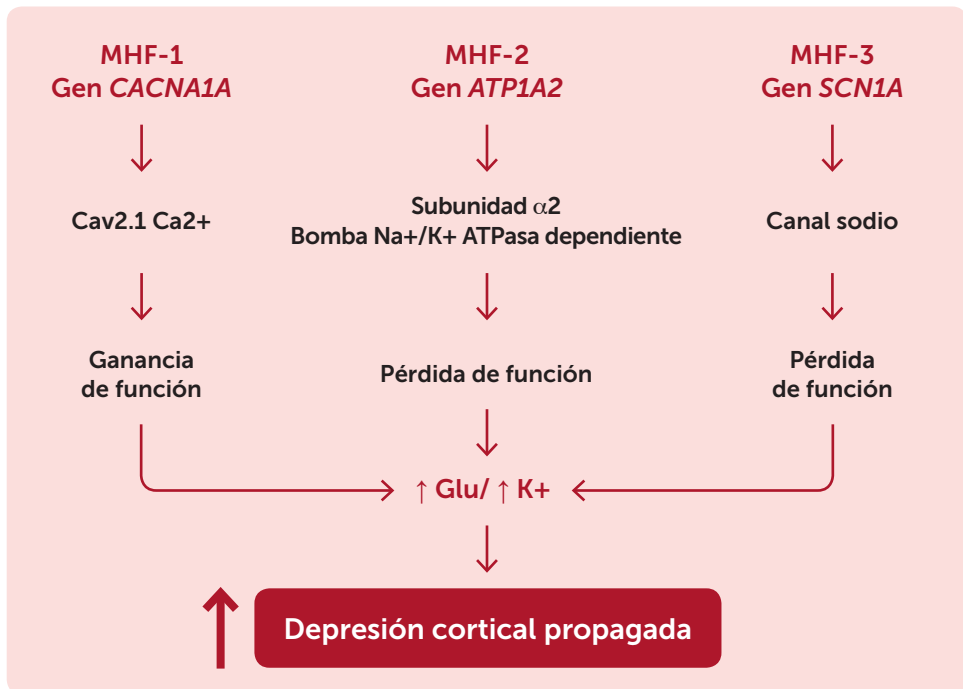 MHF-1
Gen CACNA1A
MHF-2
Gen ATP1A2
MHF-3
Gen SCN1A
Cav2.1 Ca2+
Subunidad α2
Bomba Na+/K+ ATPasa dependiente
Canal sodio
Ganancia
de función
Pérdida de función
Pérdida
de función
↑ Glu/ ↑ K+
Depresión cortical propagada